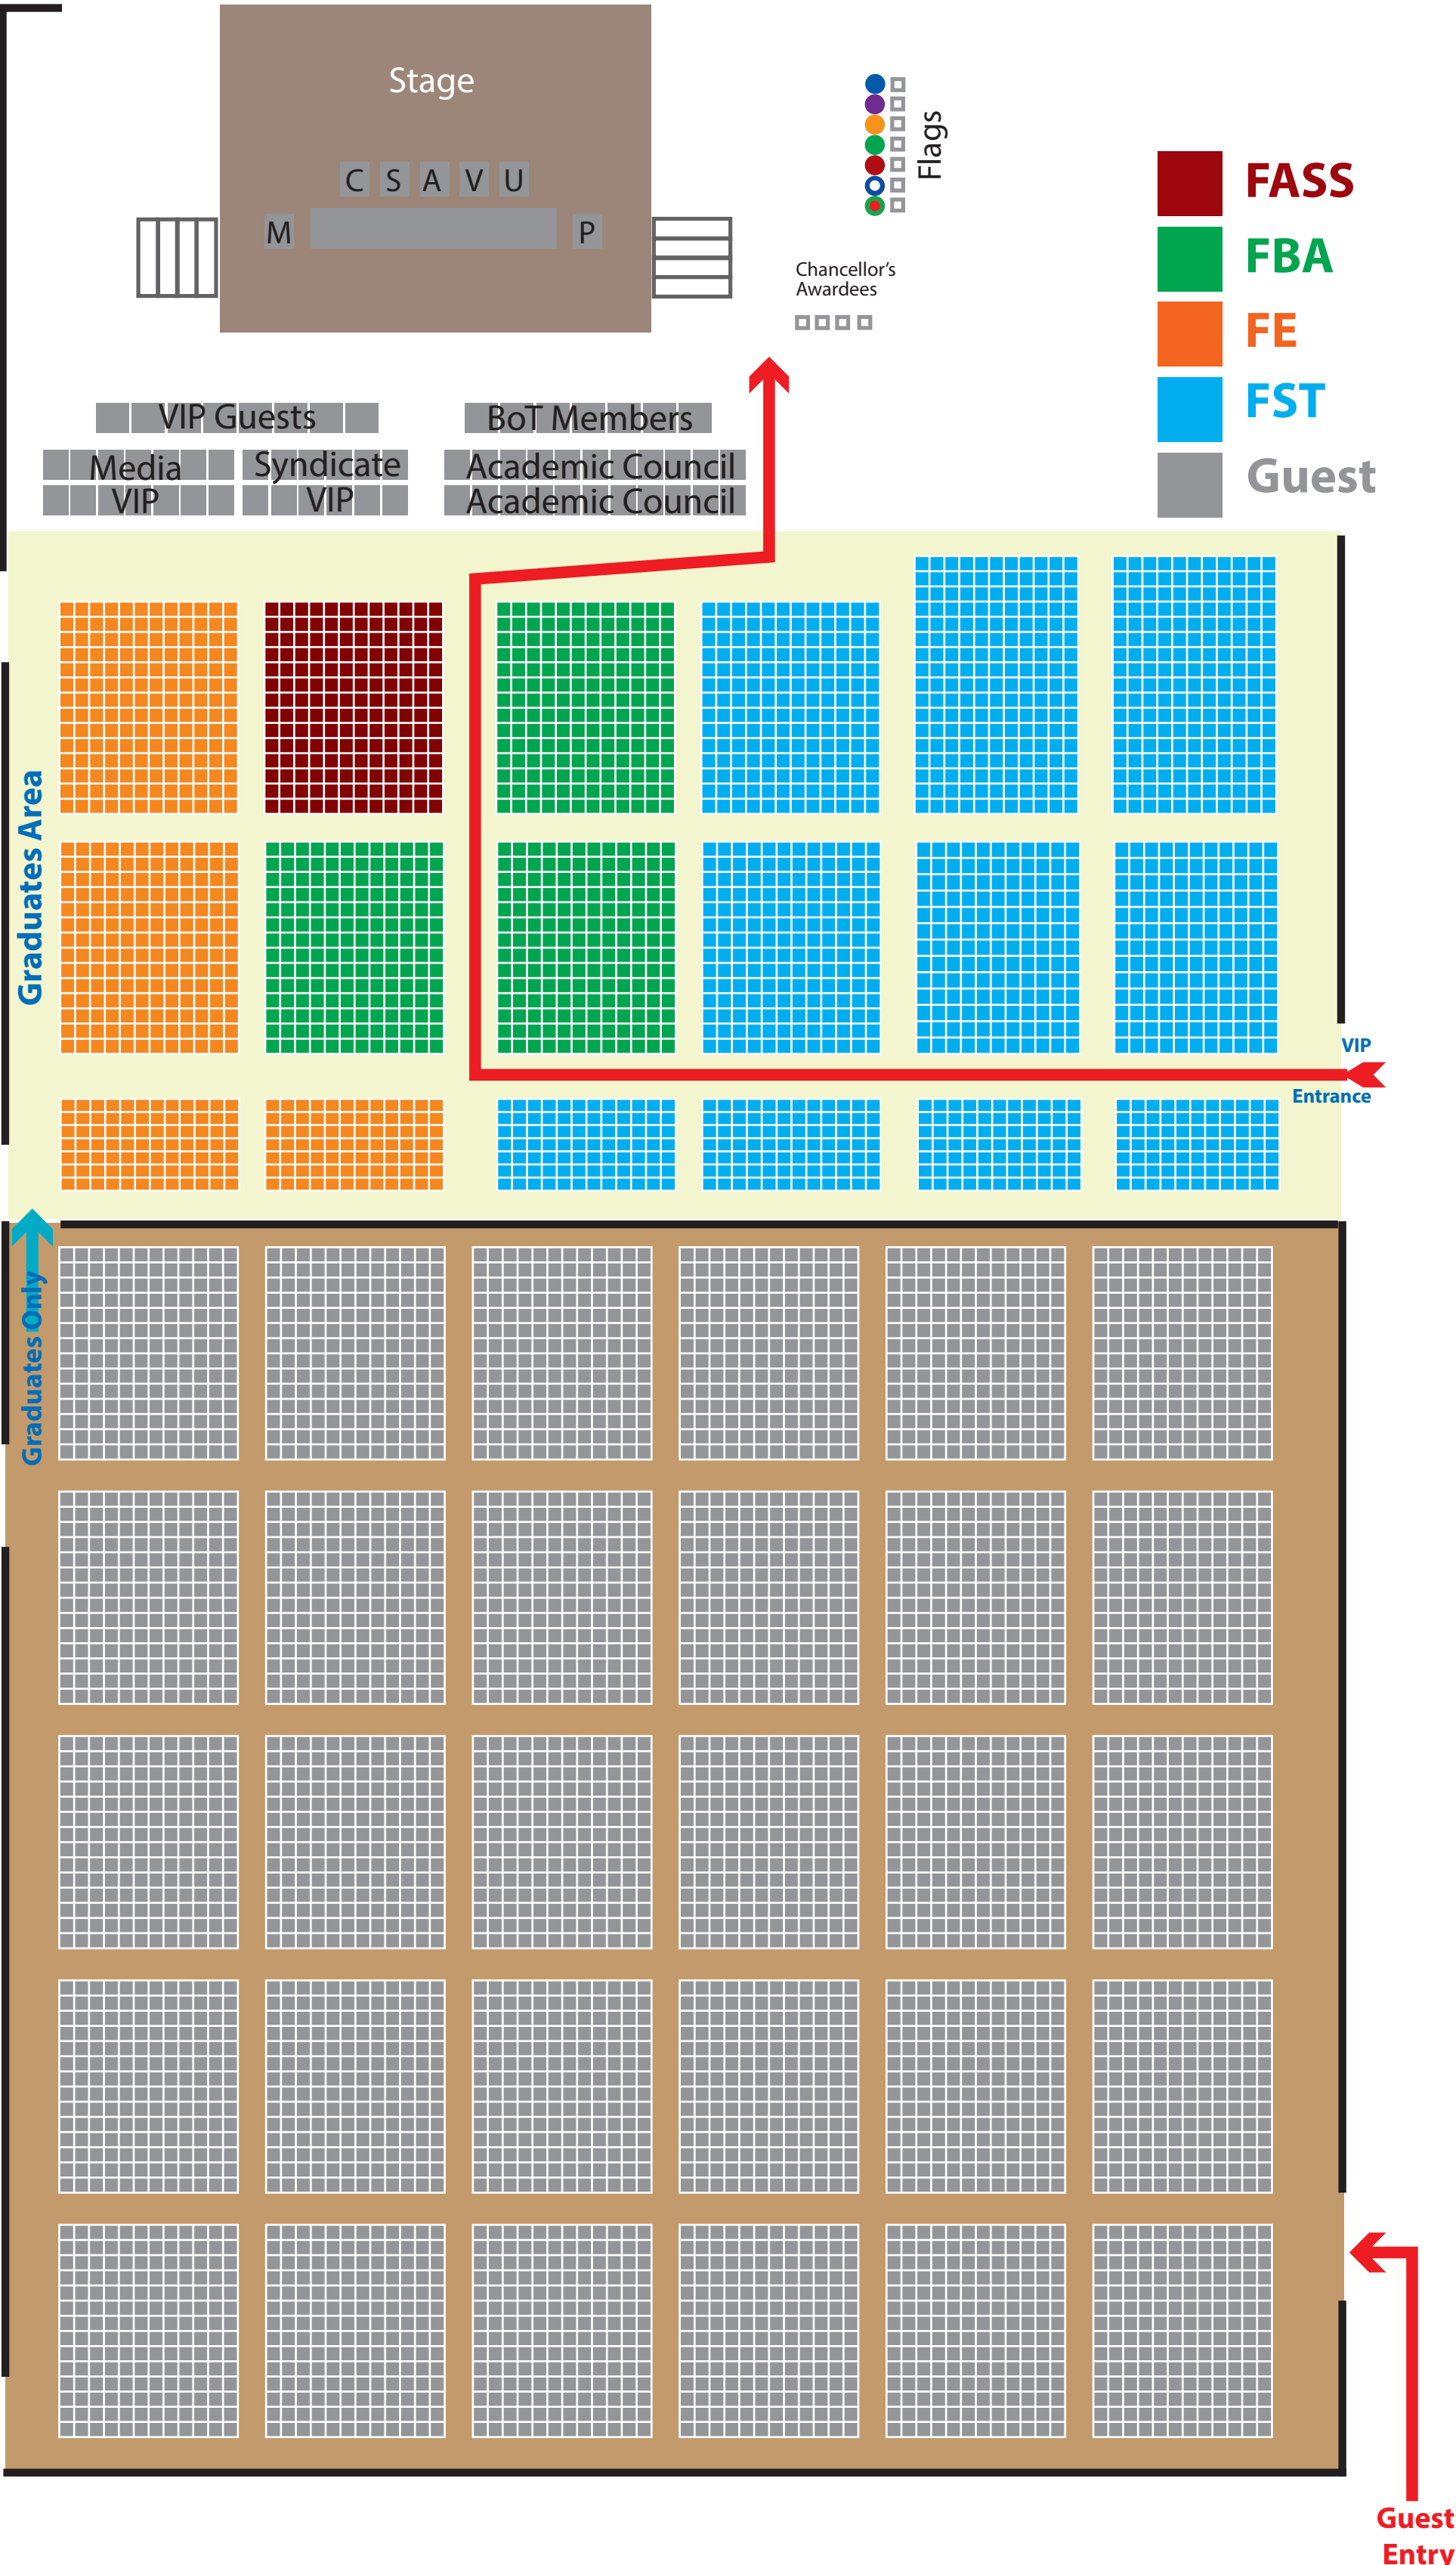 Stage
C S A V U
M P
Flags
Chancellor's
Awardees
FASS
FBA
FE
FST
Guest
VIP Guests
BoT Members
Media
Syndicate
Academic Council
VIP
VIP
Academic Council
Graduates Area
VIP
Entrance
Graduates Only
Guest
Entry